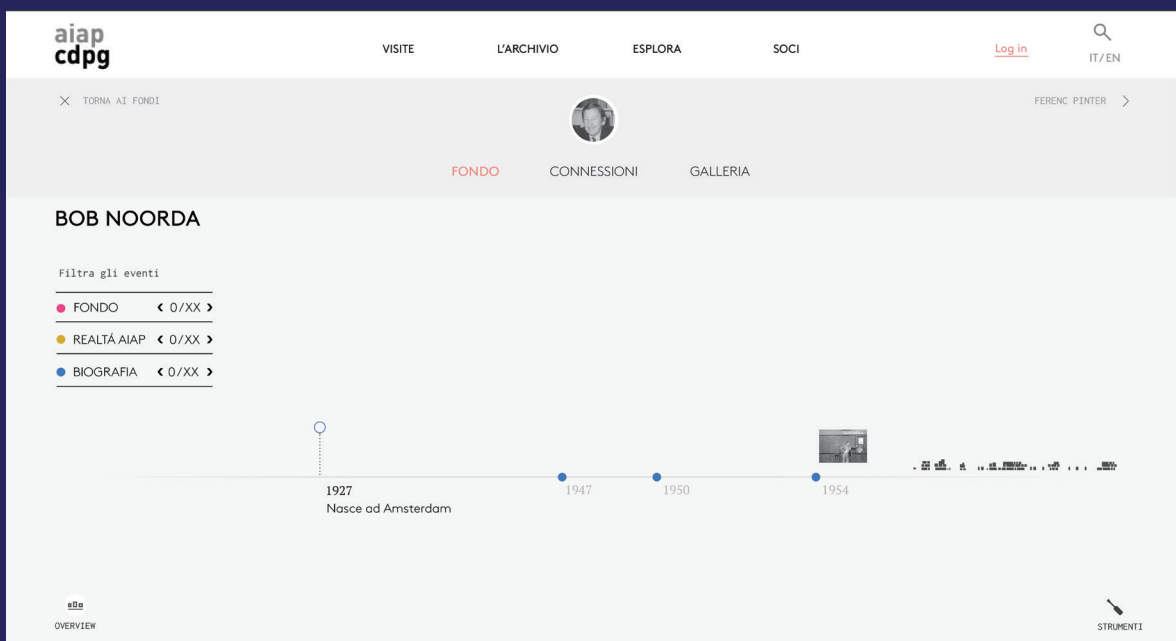 aiap
cdpg
VISITE
L'ARCHIVIO
ESPLORA
SOCI
Log in
IT/EN
TORNA AI FONDI
FERENC PINTER
FONDO
CONNESSIONI
GALLERIA
BOB NOORDA
Filtra gli eventi
FONDO < 0/XX >
REALTÁ AIAP < 0/XX >
BIOGRAFIA < 0/XX >
1927
1947
1950
1954
Nasce ad Amsterdam
OVERVIEW
STRUMENTI